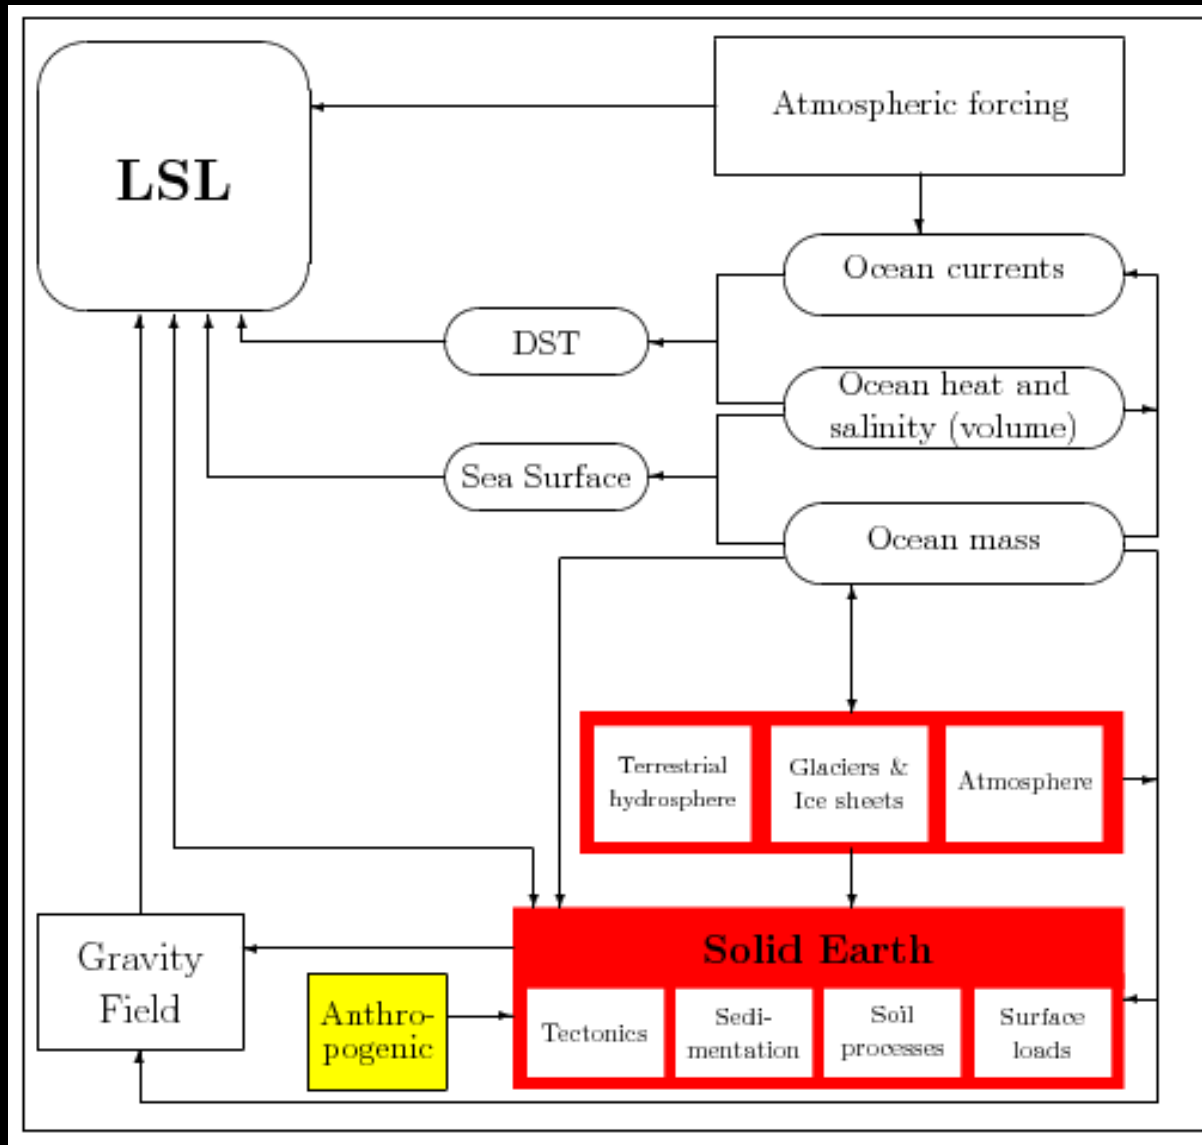 LSL
Atmospheric forcing
Ocean currents
DST
Ocean heat and
salinity (volume)
Sea Surface
Ocean mass
Terrestrial
hydrosphere
Glaciers &
Ice sheets
Atmosphere
Solid Earth
Gravity
Field
Anthro-
pogenic
Tectonics
Sedi-
mentation
Soil
processes
Surface
loads